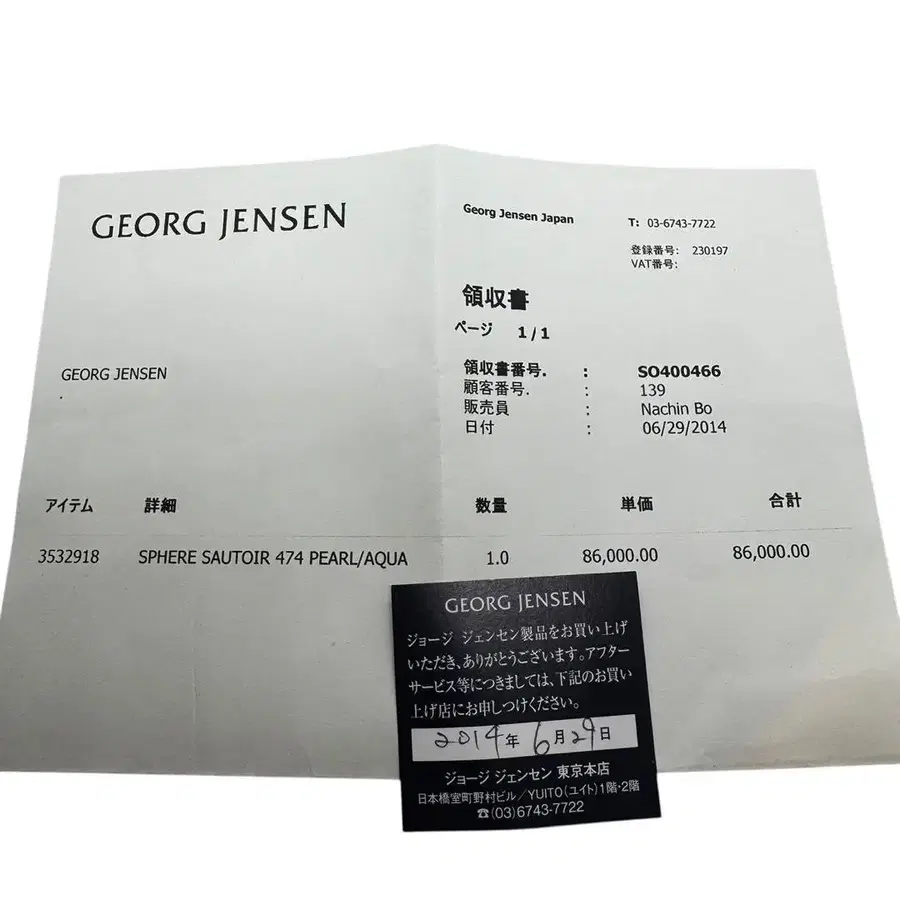 GEORG JENSEN
Georg Jensen Japan
T: 03-6743-7722
登録番号: 230197
VAT番号:
領収書
ページ 1 / 1
GEORG JENSEN
領収書番号. : SO400466
顧客番号. : 139
販売員 : Nachin Bo
日付 : 06/29/2014
アイテム 詳細 数量 単価 合計
3532918 SPHERE SAUTOIR 474 PEARL/AQUA 1.0 86,000.00 86,000.00
GEORG JENSEN
ジョージ ジェンセン製品をお買い上げ
いただき、ありがとうございます。アフター
サービス等につきましては、下記のお買い
上げ店にお申しつけください。
2014年 6月29日
ジョージ ジェンセン 東京本店
日本橋室町野村ビル/YUITO(ユイト)1階・2階
☎(03)6743-7722